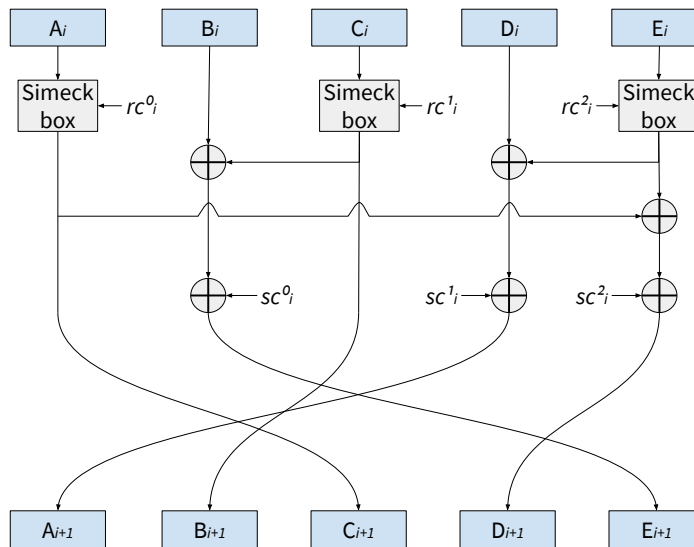 Ai Bi Ci Di Ei
Simeck box rc⁰i Simeck box rc¹i rc²i Simeck box
sc⁰i sc¹i sc²i
Ai+1 Bi+1 Ci+1 Di+1 Ei+1